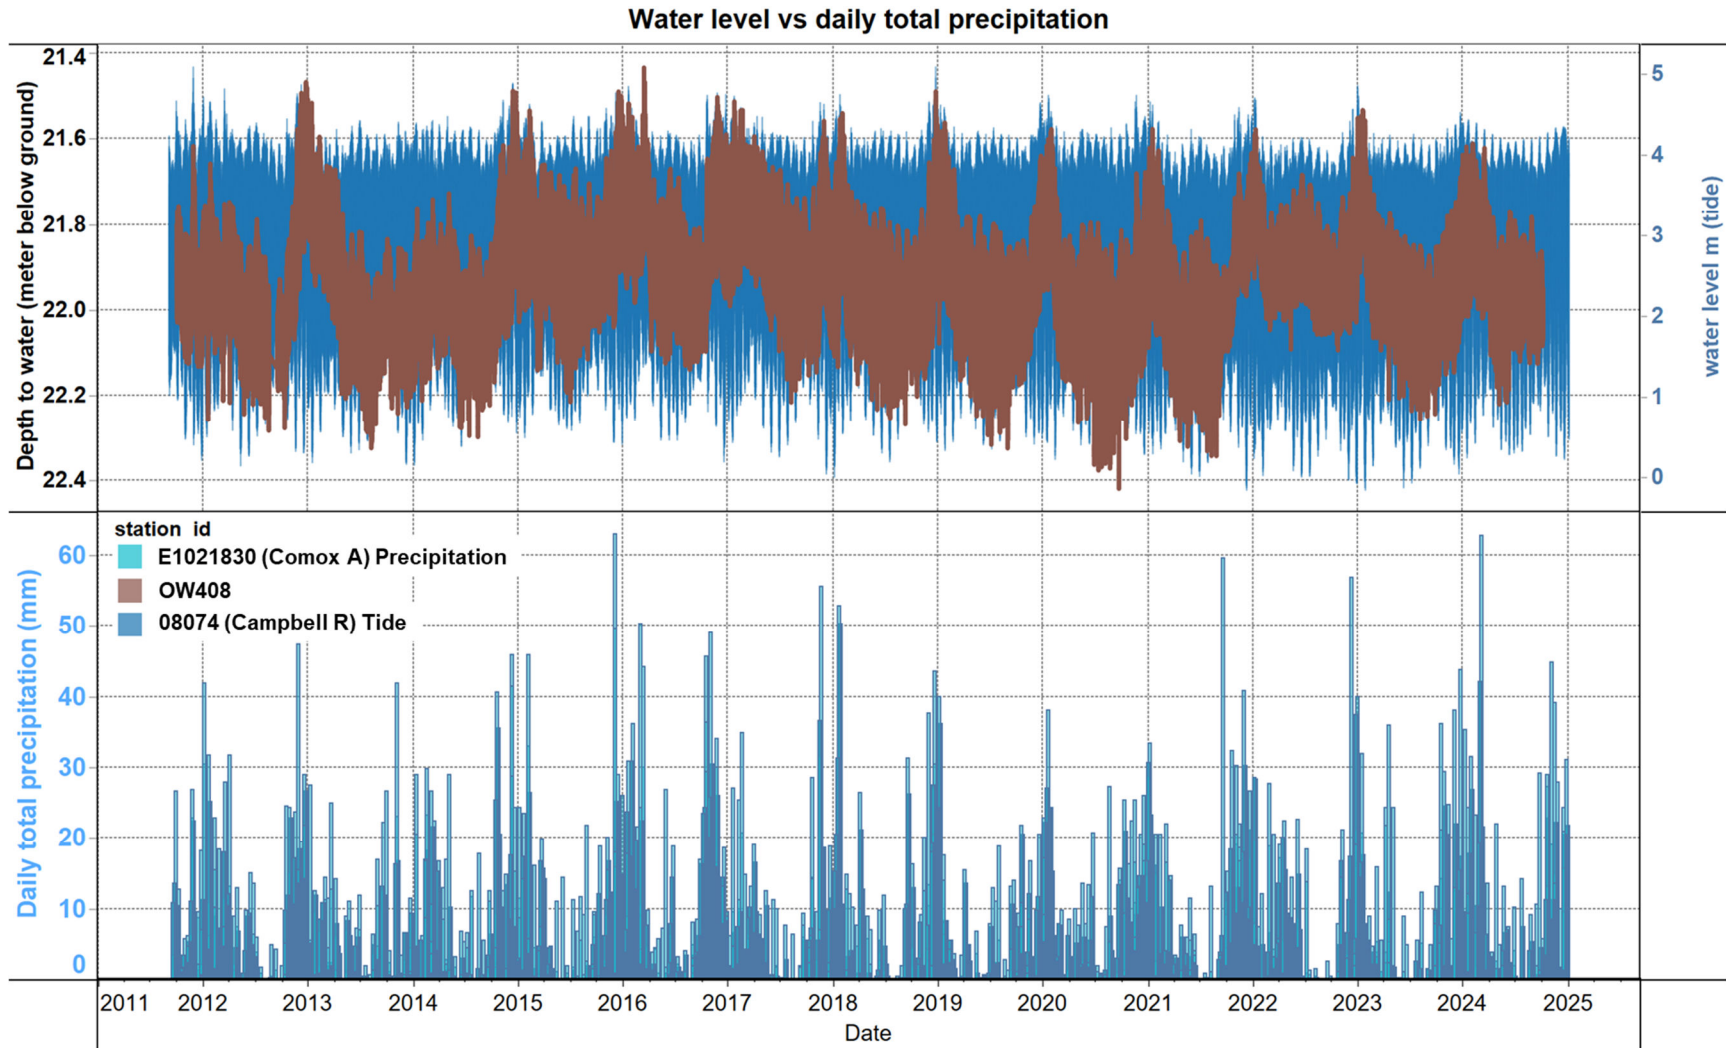 Water level vs daily total precipitation
Depth to water (meter below ground)
21.4
21.6
21.8
22.0
22.2
22.4
5
4
3
2
1
0
water level m (tide)
station id
E1021830 (Comox A) Precipitation
OW408
08074 (Campbell R) Tide
Daily total precipitation (mm)
60
50
40
30
20
10
0
2011 2012 2013 2014 2015 2016 2017 2018 2019 2020 2021 2022 2023 2024 2025
Date